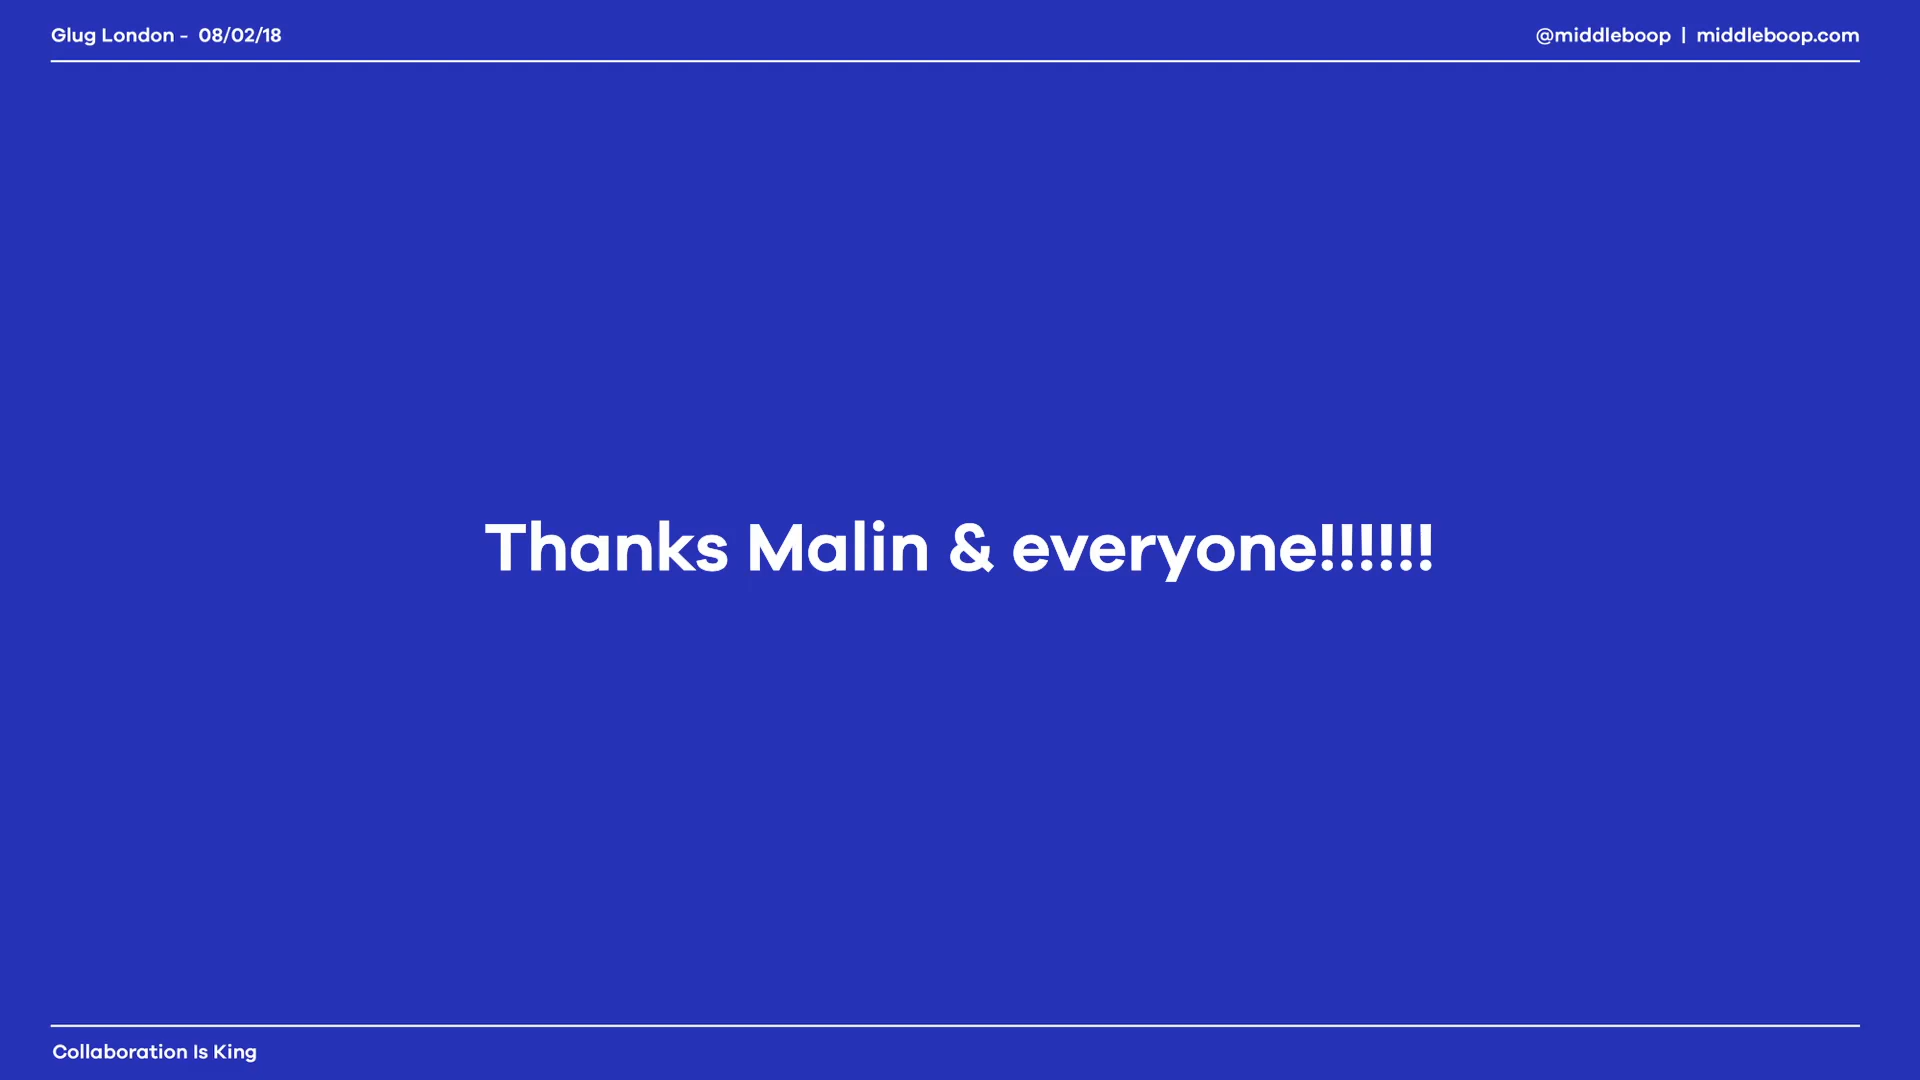 Glug London -  08/02/18
@middleboop | middleboop.com
Thanks Malin & everyone!!!!!!
Collaboration Is King